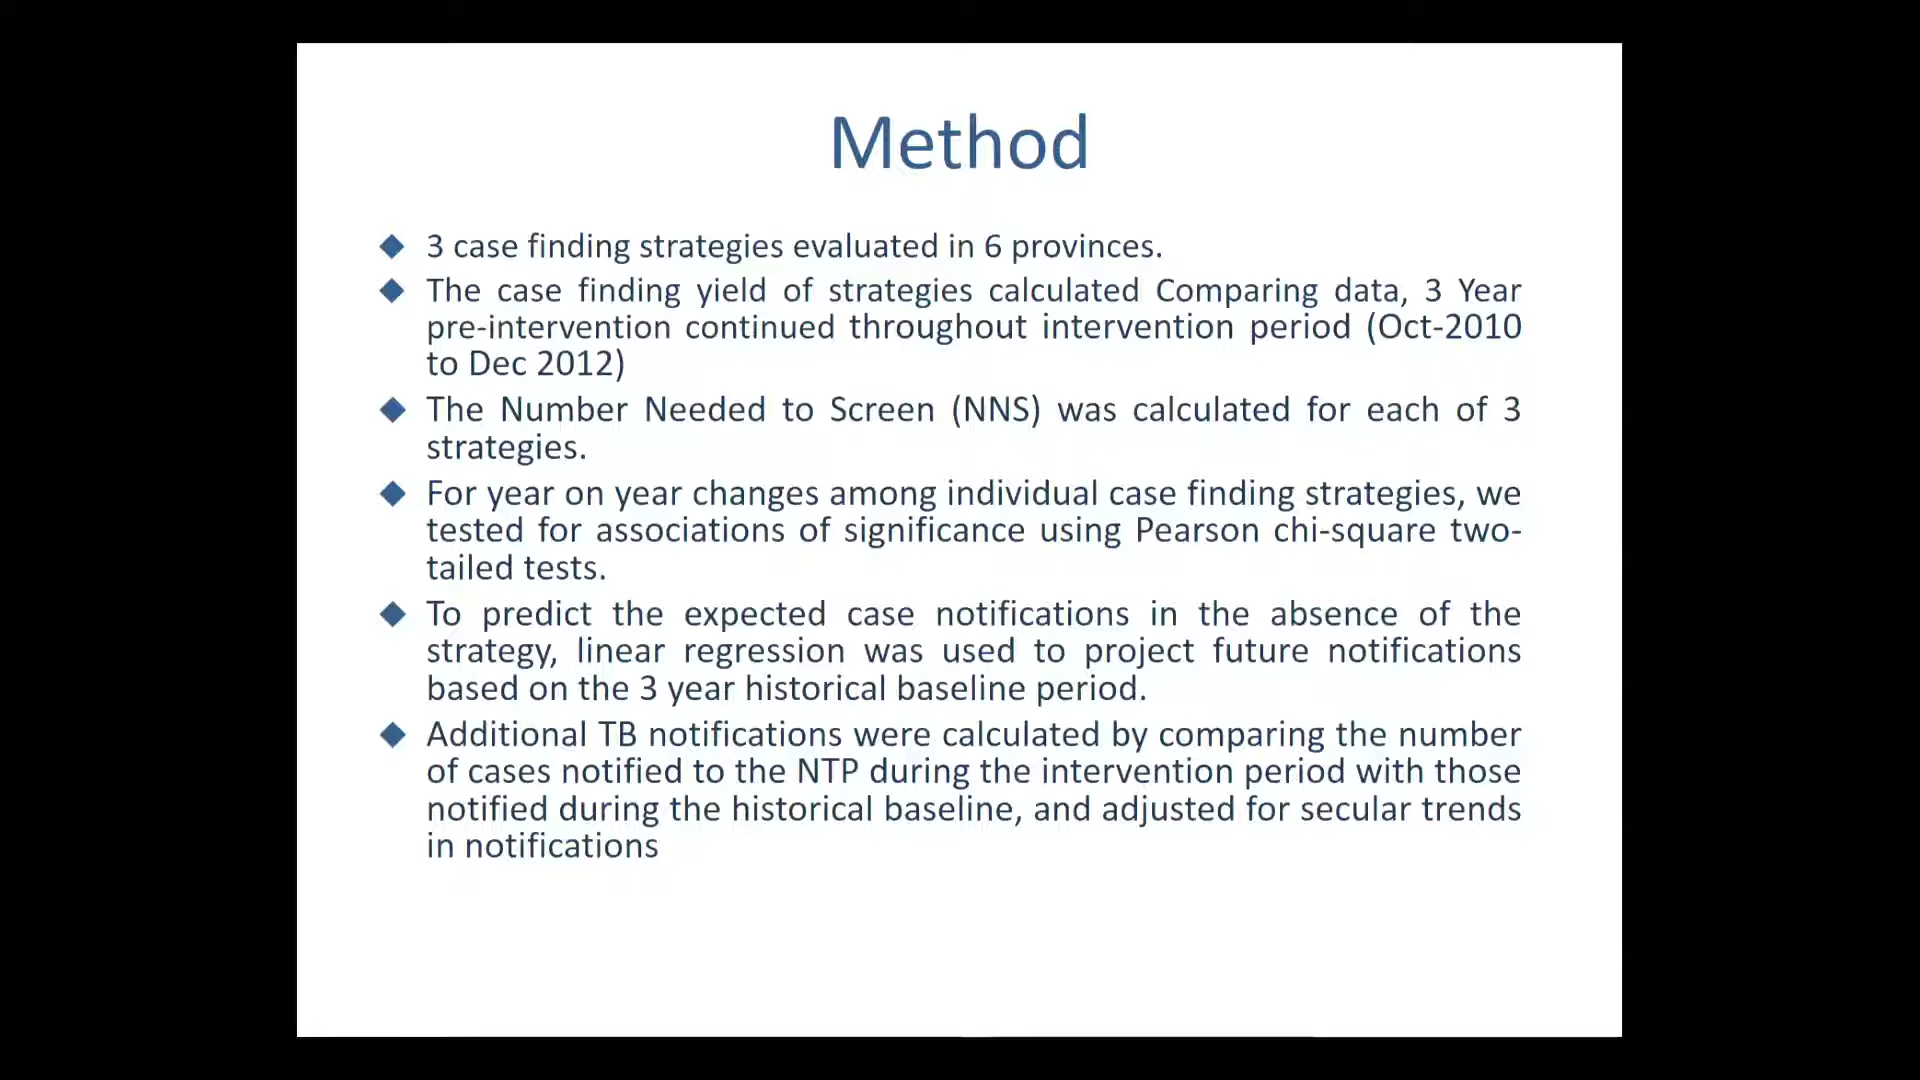 Method
◆ 3 case finding strategies evaluated in 6 provinces.
◆ The case finding yield of strategies calculated Comparing data, 3 Year
pre-intervention continued throughout intervention period (Oct-2010
to Dec 2012)
◆ The Number Needed to Screen (NNS) was calculated for each of 3
strategies.
◆ For year on year changes among individual case finding strategies, we
tested for associations of significance using Pearson chi-square two-
tailed tests.
◆ To predict the expected case notifications in the absence of the
strategy, linear regression was used to project future notifications
based on the 3 year historical baseline period.
◆ Additional TB notifications were calculated by comparing the number
of cases notified to the NTP during the intervention period with those
notified during the historical baseline, and adjusted for secular trends
in notifications